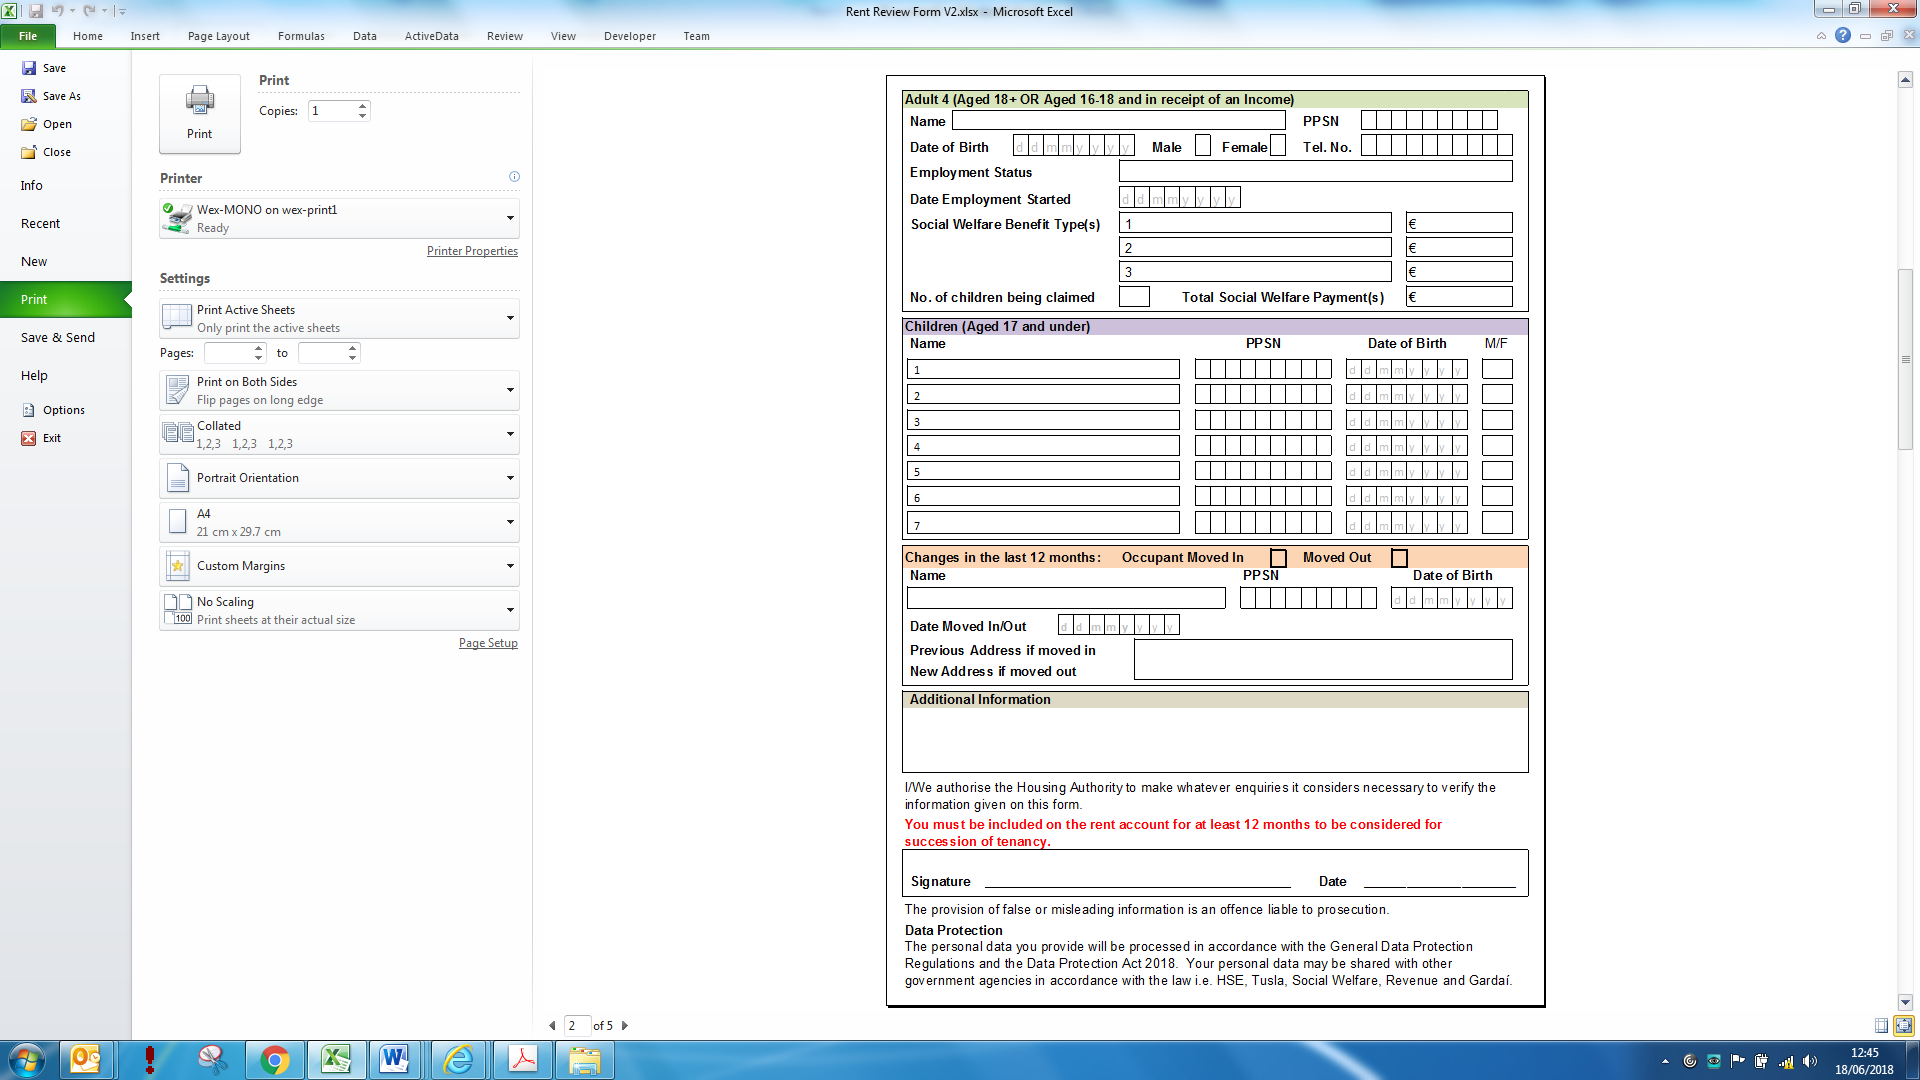 Rent Review Form V2.xlsx - Microsoft Excel
File Home Insert Page Layout Formulas Data ActiveData Review View Developer Team
Save
Save As
Open
Close
Info
Recent
New
Print
Save & Send
Help
Options
Exit
Print
Print
Copies: 1
Printer
Wex-MONO on wex-print1
Ready
Printer Properties
Settings
Print Active Sheets
Only print the active sheets
Pages: to
Print on Both Sides
Flip pages on long edge
Collated
1,2,3 1,2,3 1,2,3
Portrait Orientation
A4
21 cm x 29.7 cm
Custom Margins
No Scaling
100 Print sheets at their actual size
Page Setup
Adult 4 (Aged 18+ OR Aged 16-18 and in receipt of an Income)
Name PPSN
Date of Birth d d m m y y y y Male Female Tel. No.
Employment Status
Date Employment Started d d m m y y y y
Social Welfare Benefit Type(s) 1 €
2 €
3 €
No. of children being claimed Total Social Welfare Payment(s) €
Children (Aged 17 and under)
Name PPSN Date of Birth M/F
1 d d m m y y y y
2 d d m m y y y y
3 d d m m y y y y
4 d d m m y y y y
5 d d m m y y y y
6 d d m m y y y y
7 d d m m y y y y
Changes in the last 12 months: Occupant Moved In Moved Out
Name PPSN Date of Birth
d d m m y y y y
Date Moved In/Out d d m m y y y y
Previous Address if moved in
New Address if moved out
Additional Information
I/We authorise the Housing Authority to make whatever enquiries it considers necessary to verify the
information given on this form.
You must be included on the rent account for at least 12 months to be considered for
succession of tenancy.
Signature Date
The provision of false or misleading information is an offence liable to prosecution.
Data Protection
The personal data you provide will be processed in accordance with the General Data Protection
Regulations and the Data Protection Act 2018. Your personal data may be shared with other
government agencies in accordance with the law i.e. HSE, Tusla, Social Welfare, Revenue and Gardaí.
2 of 5
12:45
18/06/2018